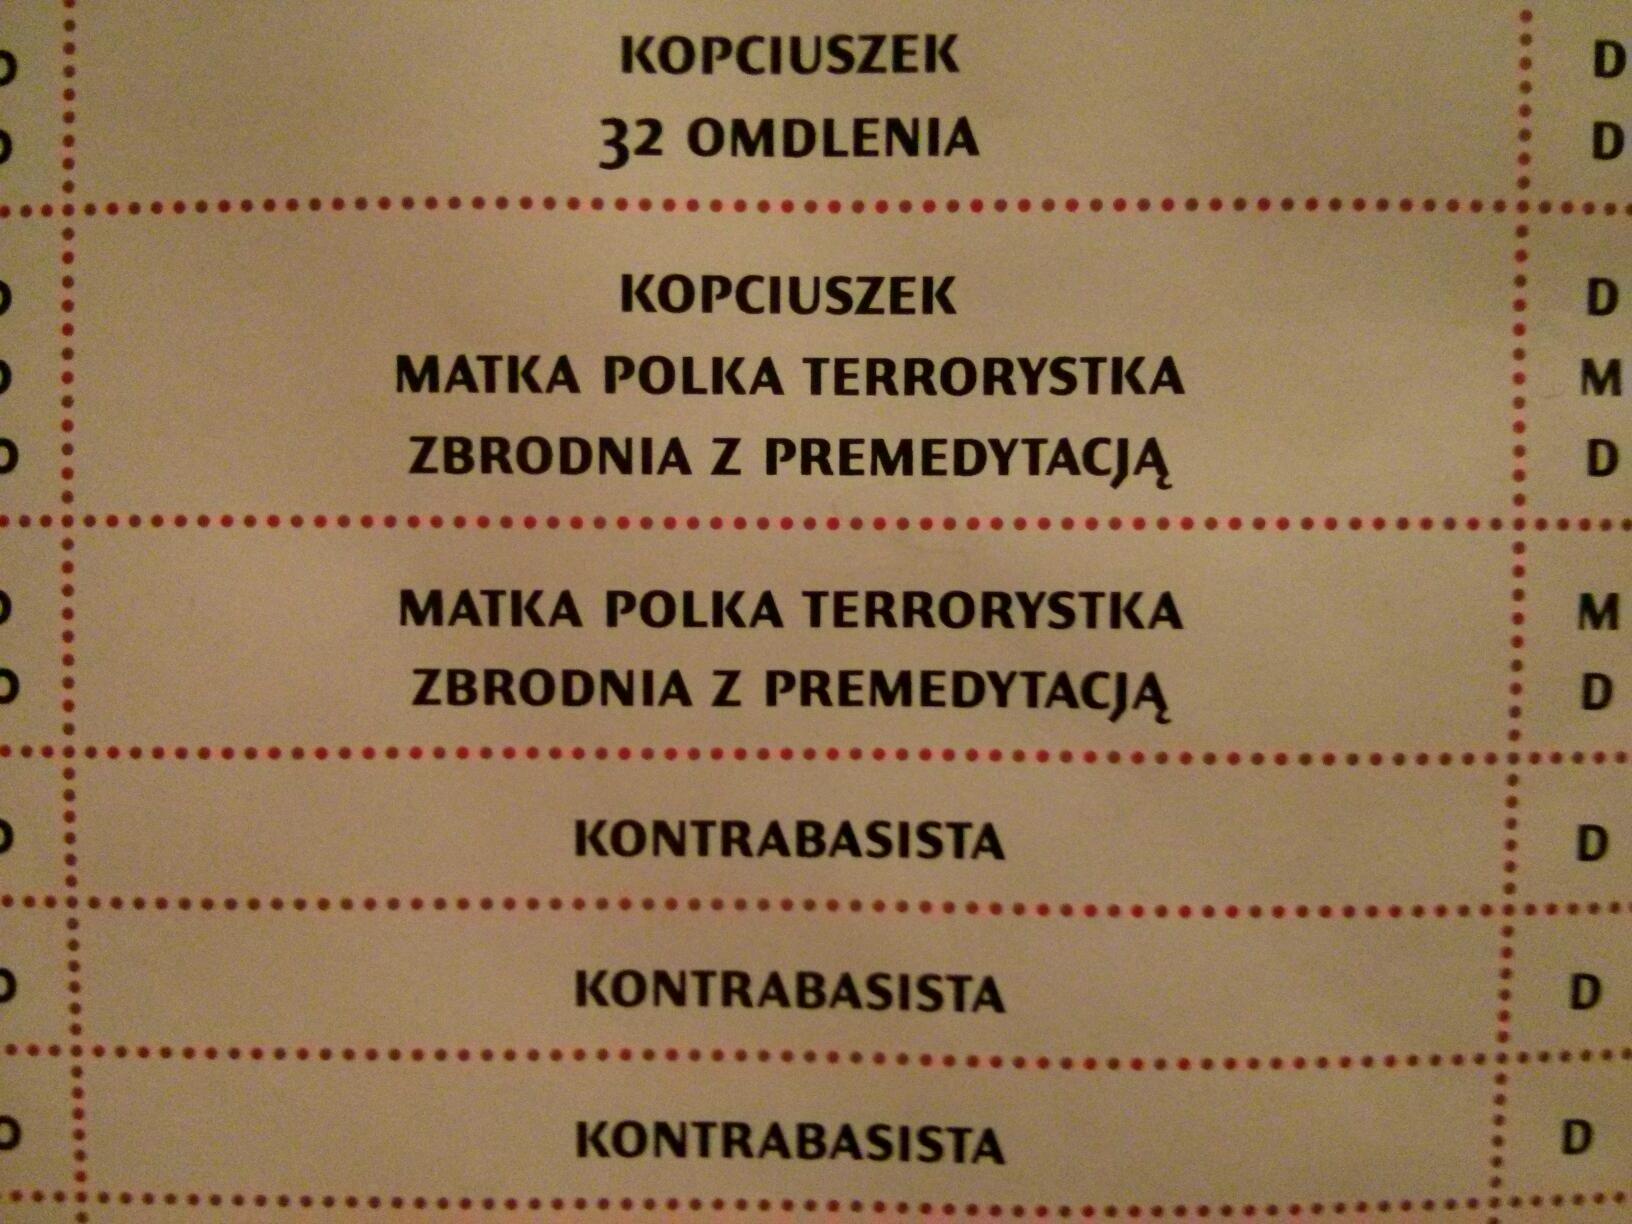 KOPCIUSZEK D
32 OMDLENIA D
KOPCIUSZEK D
MATKA POLKA TERRORYSTKA M
ZBRODNIA Z PREMEDYTACJĄ D
MATKA POLKA TERRORYSTKA M
ZBRODNIA Z PREMEDYTACJĄ D
KONTRABASISTA D
KONTRABASISTA D
KONTRABASISTA D